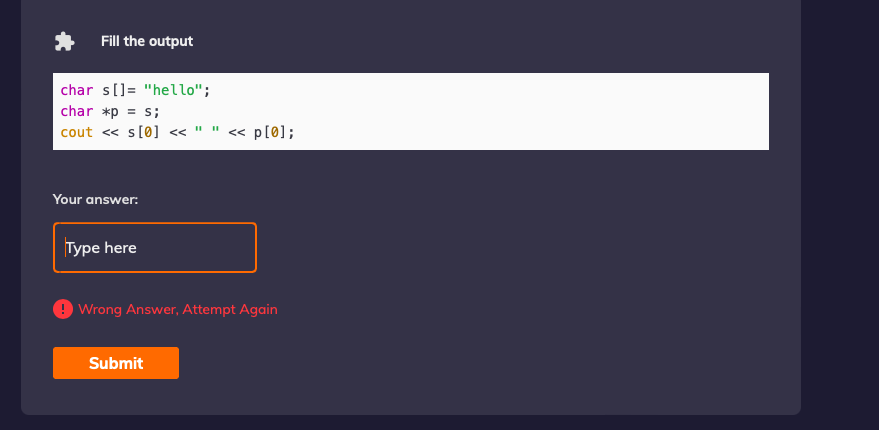 Fill the output
char s[]= "hello";
char *p = s;
cout << s[0] << " " << p[0];
Your answer:
Type here
! Wrong Answer, Attempt Again
Submit